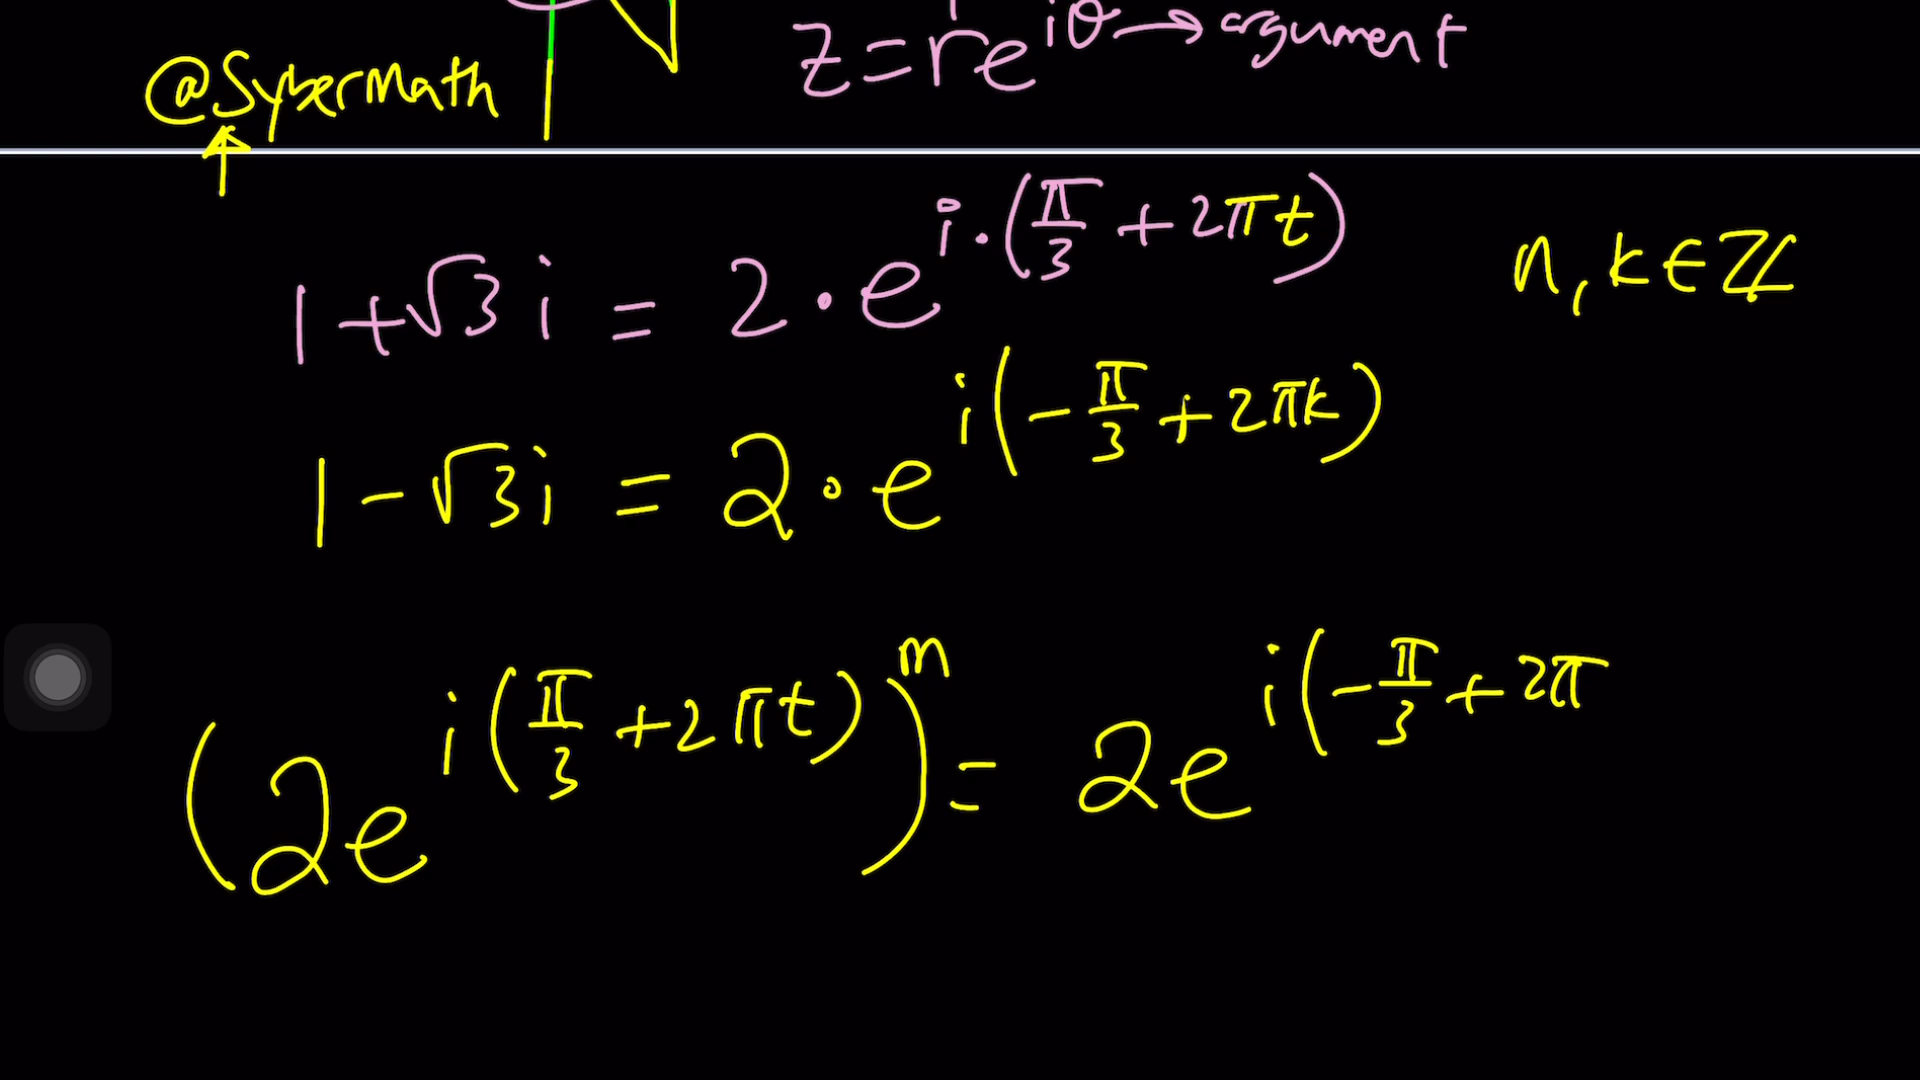 z = re^{iθ} → argument
@SyberMath
1+√3 i = 2 · e^{i·(π/3 + 2πt)}
n, k ∈ ℤ
1 - √3 i = 2 · e^{i(-π/3 + 2πk)}
(2e^{i(π/3 + 2πt)})^m = 2e^{i(-π/3 + 2π